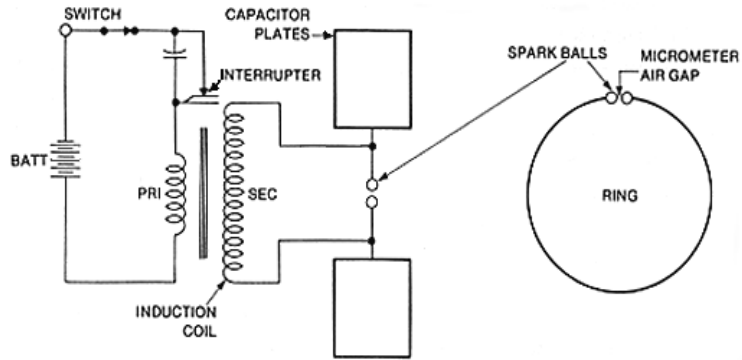 SWITCH
CAPACITOR
PLATES
INTERRUPTER
SPARK BALLS
MICROMETER
AIR GAP
BATT
PRI
SEC
RING
INDUCTION
COIL